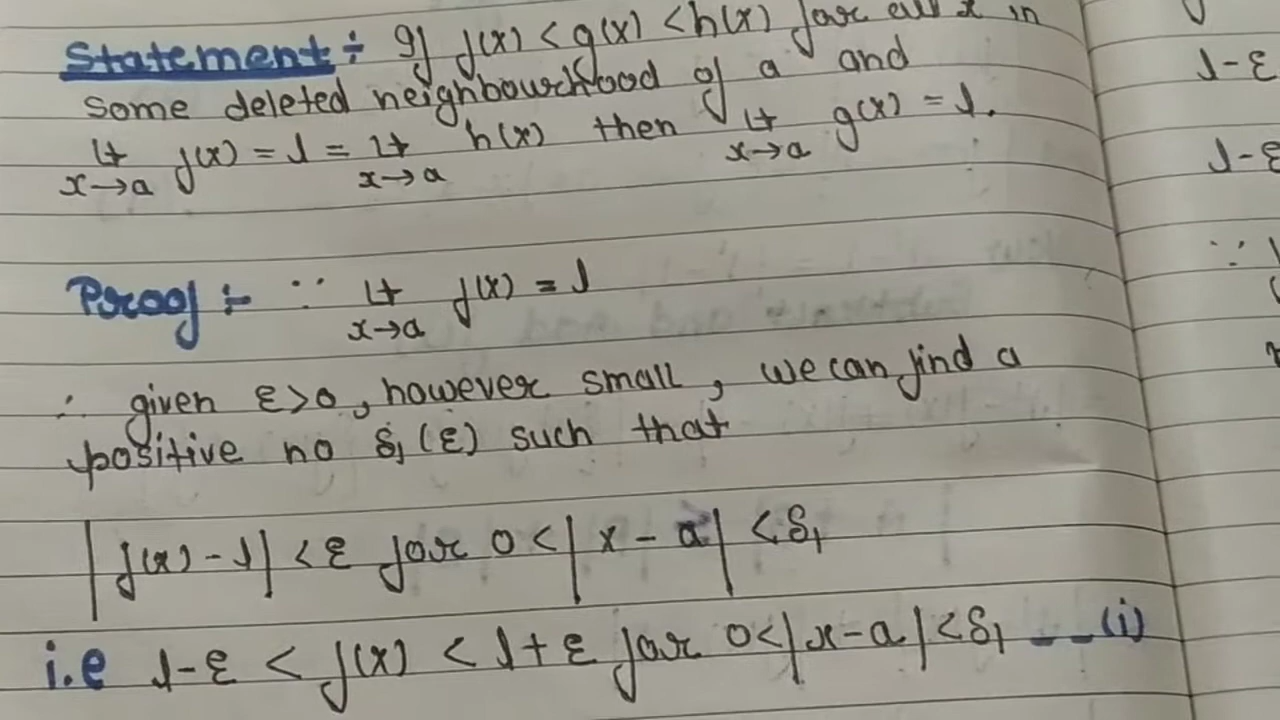 Statement ÷ If f(x) < g(x) < h(x) for all x in
some deleted neighbourhood of a and
Lt f(x) = l = Lt h(x) then Lt g(x) = l.
x→a x→a x→a
Proof :- ∵ Lt f(x) = l
x→a
∴ given ε>0, however small, we can find a
positive no δ₁(ε) such that
|f(x) - l| < ε for 0 < |x - a| < δ₁
i.e l-ε < f(x) < l+ε for 0<|x-a|<δ₁ - - (i)
l-ε
l-ε
∵